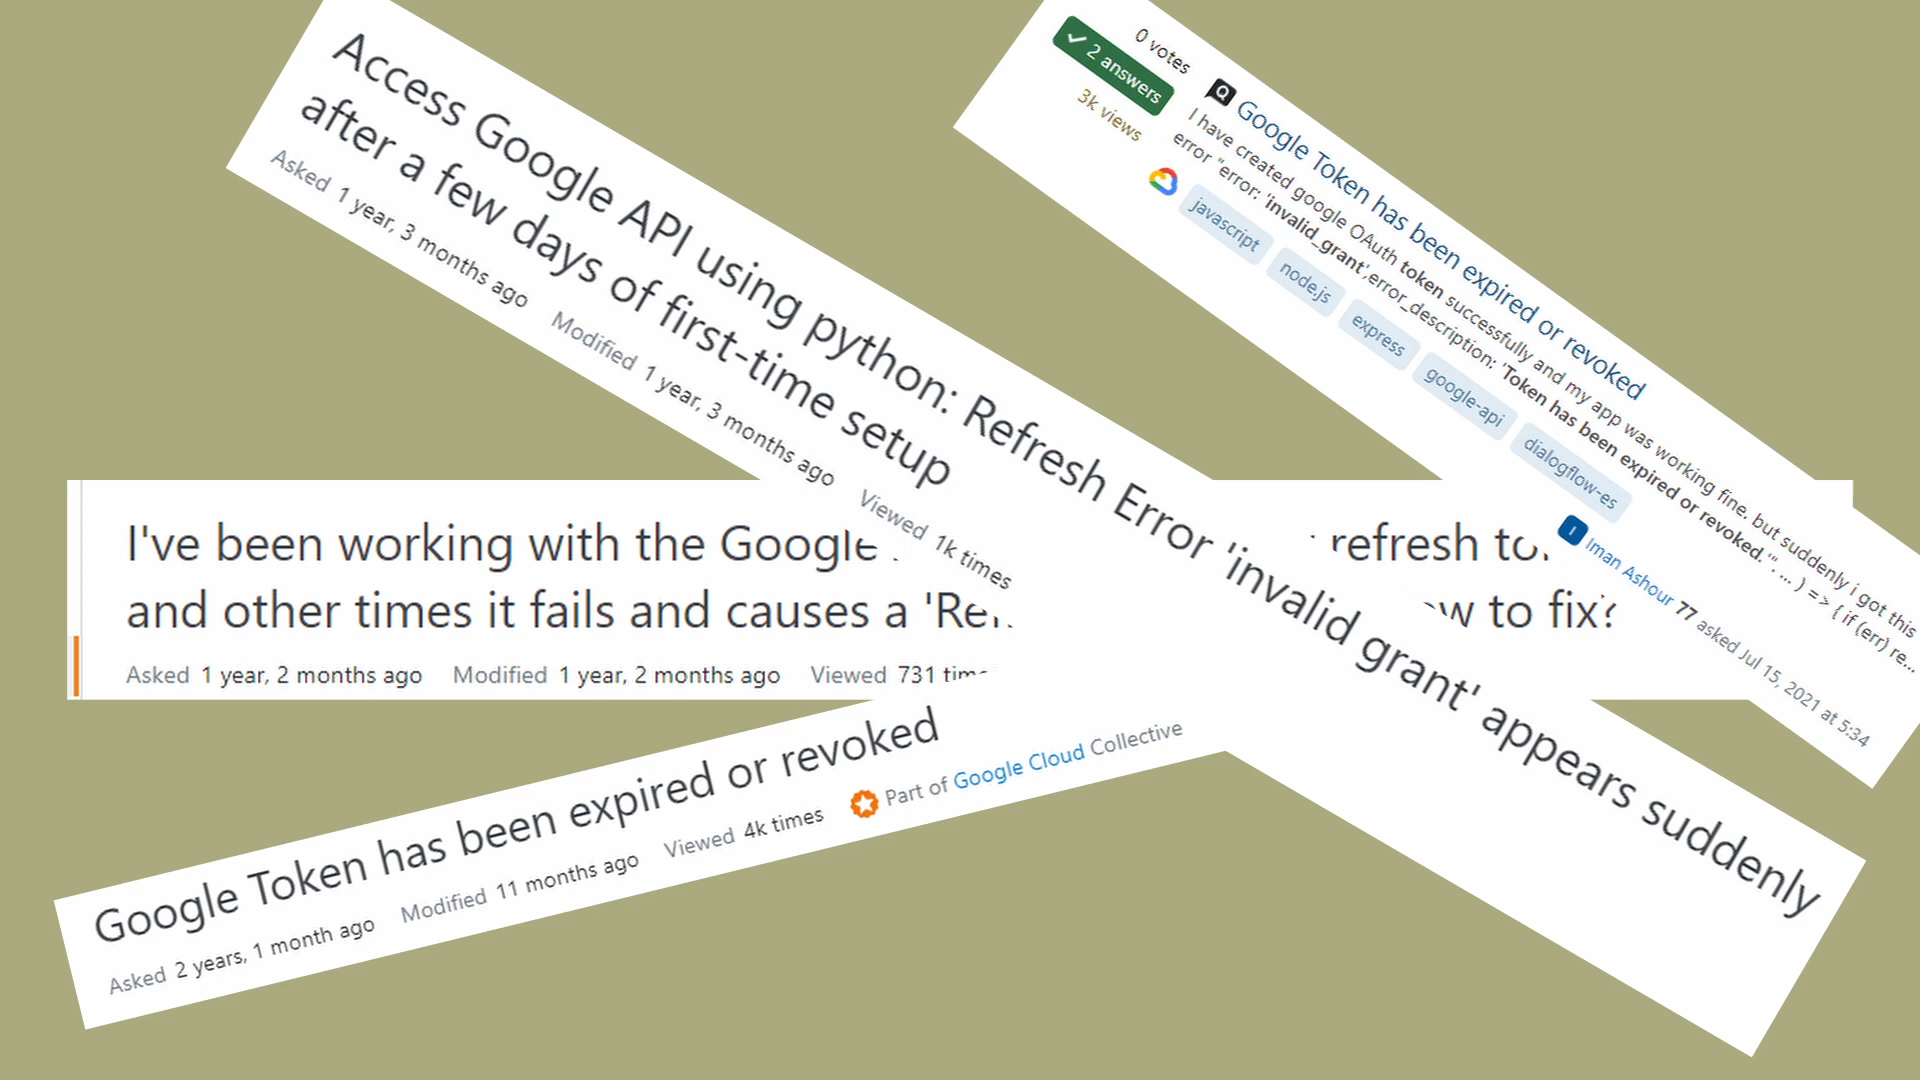 Access Google API using python: Refresh Error 'invalid grant' appears suddenly
after a few days of first-time setup
Asked 1 year, 3 months ago Modified 1 year, 3 months ago Viewed 1k times
0 votes
2 answers
3k views
Google Token has been expired or revoked
I have created google OAuth token successfully and my app was working fine, but suddenly i got this
error "error: 'invalid_grant',error_description: 'Token has been expired or revoked.'". ... ) => { if (err) re...
javascript node.js express google-api dialogflow-es
I Iman Ashour 77 asked Jul 15, 2021 at 5:34
I've been working with the Google refresh
and other times it fails and causes a to fix?
Asked 1 year, 2 months ago Modified 1 year, 2 months ago Viewed 731
Google Token has been expired or revoked
Asked 2 years, 1 month ago Modified 11 months ago Viewed 4k times Part of Google Cloud Collective